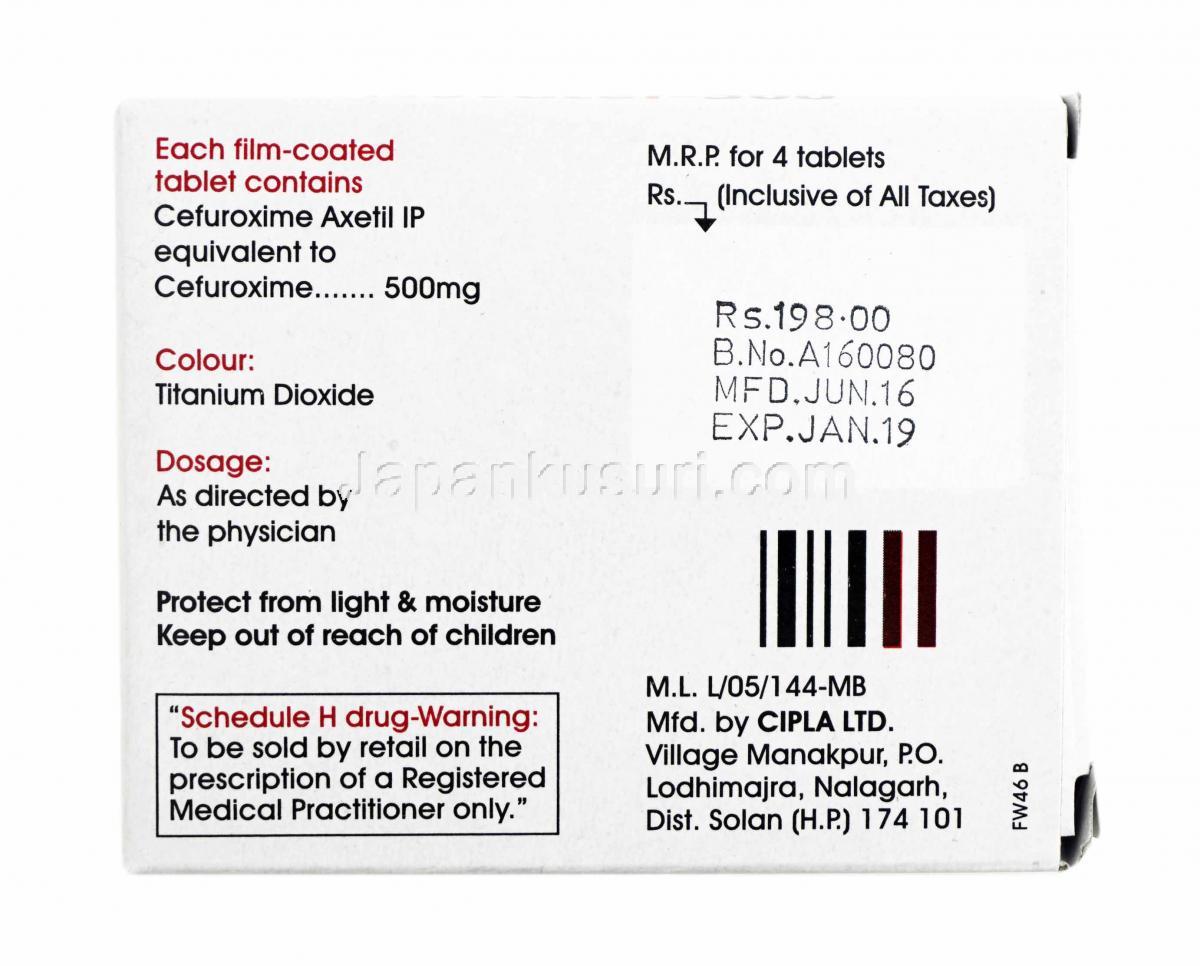 Each film-coated
tablet contains
Cefuroxime Axetil IP
equivalent to
Cefuroxime....... 500mg
Colour:
Titanium Dioxide
Dosage:
As directed by
the physician
Protect from light & moisture
Keep out of reach of children
"Schedule H drug-Warning:
To be sold by retail on the
prescription of a Registered
Medical Practitioner only."
M.R.P. for 4 tablets
Rs. (Inclusive of All Taxes)
Rs.198.00
B.No.A160080
MFD.JUN.16
EXP.JAN.19
Japankusuri.com
M.L. L/05/144-MB
Mfd. by CIPLA LTD.
Village Manakpur, P.O.
Lodhimajra, Nalagarh,
Dist. Solan (H.P.) 174 101
FW46 B